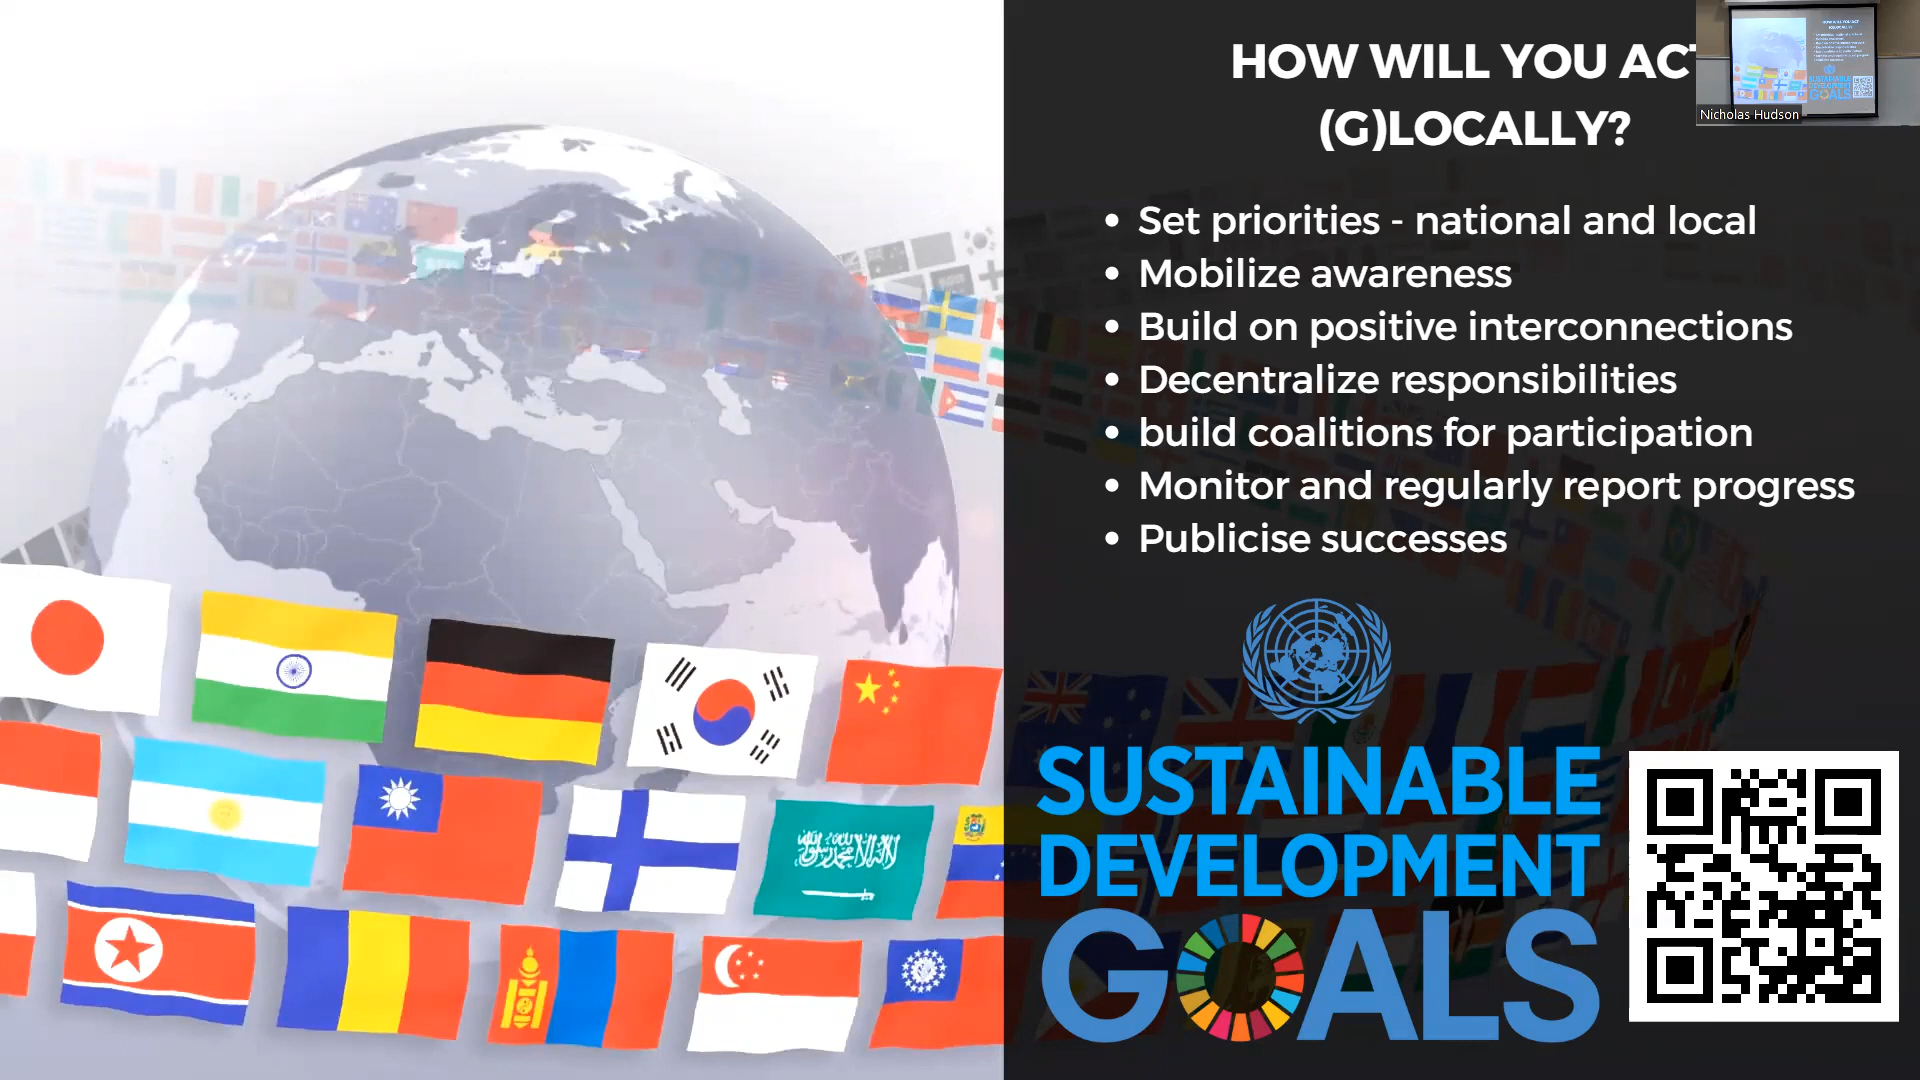 HOW WILL YOU ACT
(G)LOCALLY?
Nicholas Hudson
• Set priorities - national and local
• Mobilize awareness
• Build on positive interconnections
• Decentralize responsibilities
• build coalitions for participation
• Monitor and regularly report progress
• Publicise successes
SUSTAINABLE
DEVELOPMENT
GOALS